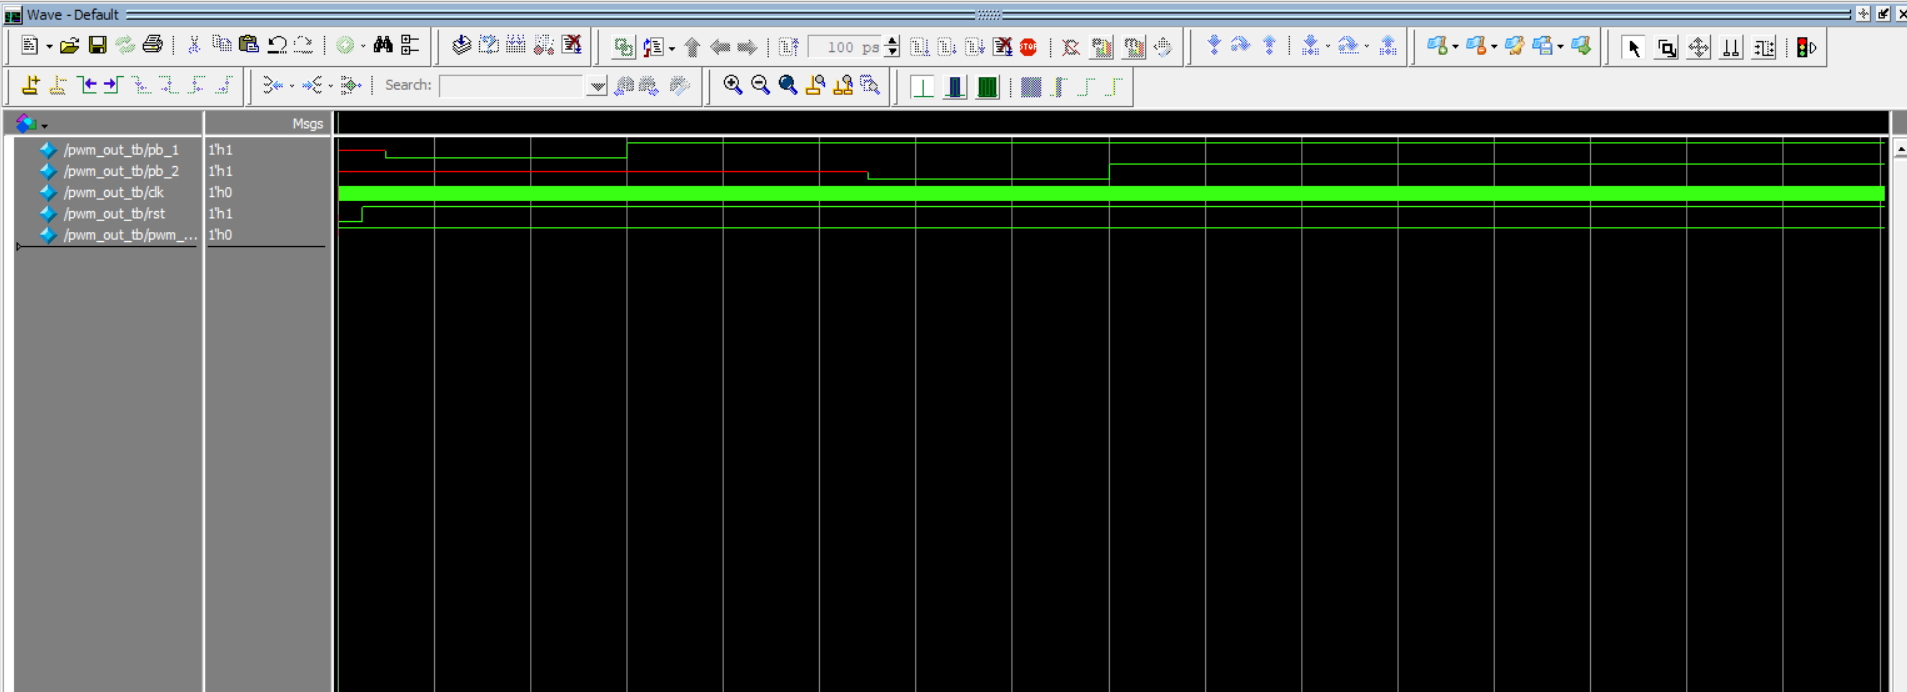 Wave - Default
100 ps
STOP
Search:
Msgs
/pwm_out_tb/pb_1 1'h1
/pwm_out_tb/pb_2 1'h1
/pwm_out_tb/clk 1'h0
/pwm_out_tb/rst 1'h1
/pwm_out_tb/pwm_... 1'h0